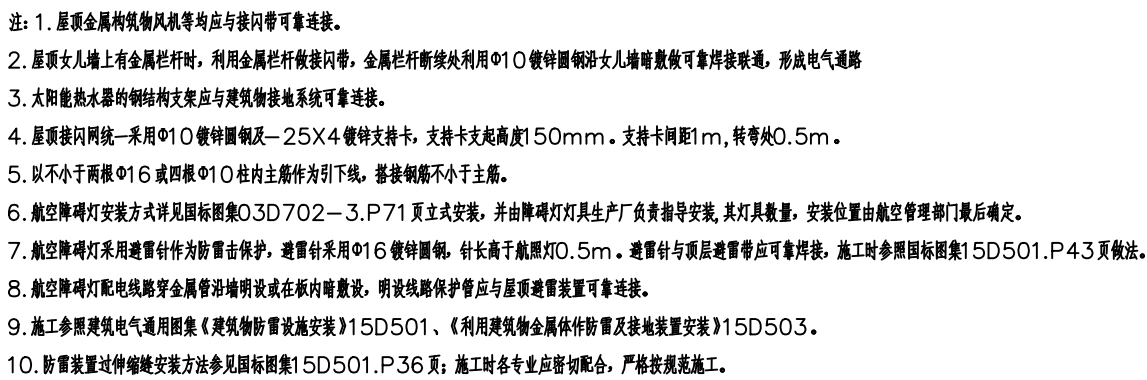 注：1.屋顶金属构筑物风机等均应与接闪带可靠连接。
2.屋顶女儿墙上有金属栏杆时，利用金属栏杆做接闪带，金属栏杆断续处利用Φ10镀锌圆钢沿女儿墙暗敷做可靠焊接联通，形成电气通路
3.太阳能热水器的钢结构支架应与建筑物接地系统可靠连接。
4.屋顶接闪网统一采用Φ10镀锌圆钢及-25X4镀锌支持卡，支持卡支起高度150mm。支持卡间距1m,转弯处0.5m。
5.以不小于两根Φ16或四根Φ10柱内主筋作为引下线，搭接钢筋不小于主筋。
6.航空障碍灯安装方式详见国标图集03D702-3.P71页立式安装，并由障碍灯灯具生产厂负责指导安装,其灯具数量，安装位置由航空管理部门最后确定。
7.航空障碍灯采用避雷针作为防雷击保护，避雷针采用Φ16镀锌圆钢，针长高于航照灯0.5m。避雷针与顶层避雷带应可靠焊接，施工时参照国标图集15D501.P43页做法。
8.航空障碍灯配电线路穿金属管沿墙明设或在板内暗敷设，明设线路保护管应与屋顶避雷装置可靠连接。
9.施工参照建筑电气通用图集《建筑物防雷设施安装》15D501、《利用建筑物金属体作防雷及接地装置安装》15D503。
10.防雷装置过伸缩缝安装方法参见国标图集15D501.P36页；施工时各专业应密切配合，严格按规范施工。